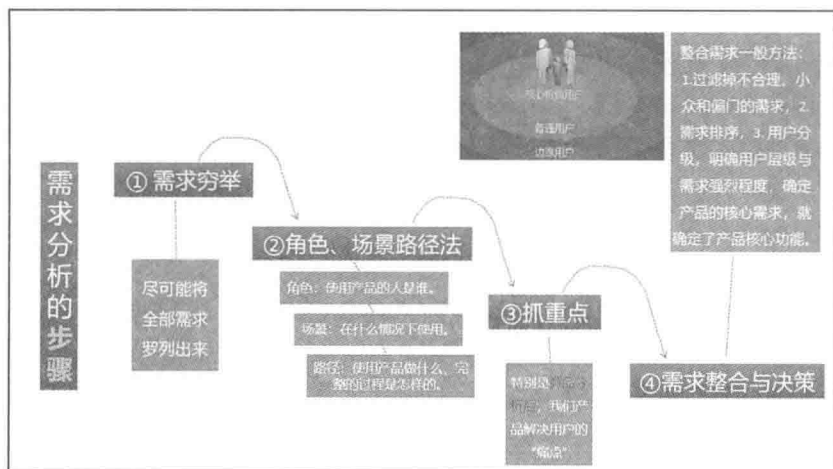 需求分析的步骤
① 需求穷举
尽可能将
全部需求
罗列出来
②角色、场景路径法
角色：使用产品的人是谁。
场景：在什么情况下使用。
路径：使用产品做什么、完
整的过程是怎样的。
③抓重点
特别是
，我们产
品解决用户的
“痛点”
④需求整合与决策
普通用户
边缘用户
整合需求一般方法：
1.过滤掉不合理、小
众和偏门的需求，2.
需求排序，3. 用户分
级，明确用户层级与
需求强烈程度，确定
产品的核心需求，就
确定了产品核心功能。